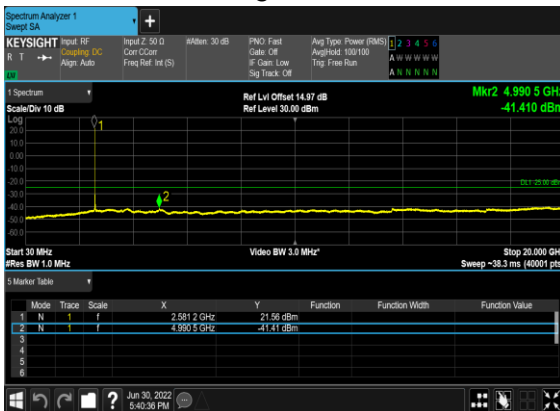 Spectrum Analyzer 1
Swept SA
KEYSIGHT Input: RF Input Z: 50 Ω #Atten: 30 dB PNO: Fast Avg Type: Power (RMS) 1 2 3 4 5 6
R T Coupling: DC Corr CCorr Gate: Off Avg|Hold: 100/100 A W W W W W
Align: Auto Freq Ref: Int (S) IF Gain: Low Trig: Free Run
Sig Track: Off A N N N N N
LV
1 Spectrum Mkr2 4.990 5 GHz
Scale/Div 10 dB Ref Lvl Offset 14.97 dB -41.410 dBm
Ref Level 30.00 dBm
Log
20.0
10.0
0.00
-10.0
-20.0
-30.0
-40.0
-50.0
-60.0
1
2
DL1 -25.00 dBm
Start 30 MHz Video BW 3.0 MHz* Stop 20.000 GHz
#Res BW 1.0 MHz Sweep ~38.3 ms (40001 pts)
5 Marker Table
Mode Trace Scale X Y Function Function Width Function Value
1 N 1 f 2.581 2 GHz 21.56 dBm
2 N 1 f 4.990 5 GHz -41.41 dBm
3
4
5
6
? Jun 30, 2022
5:40:36 PM